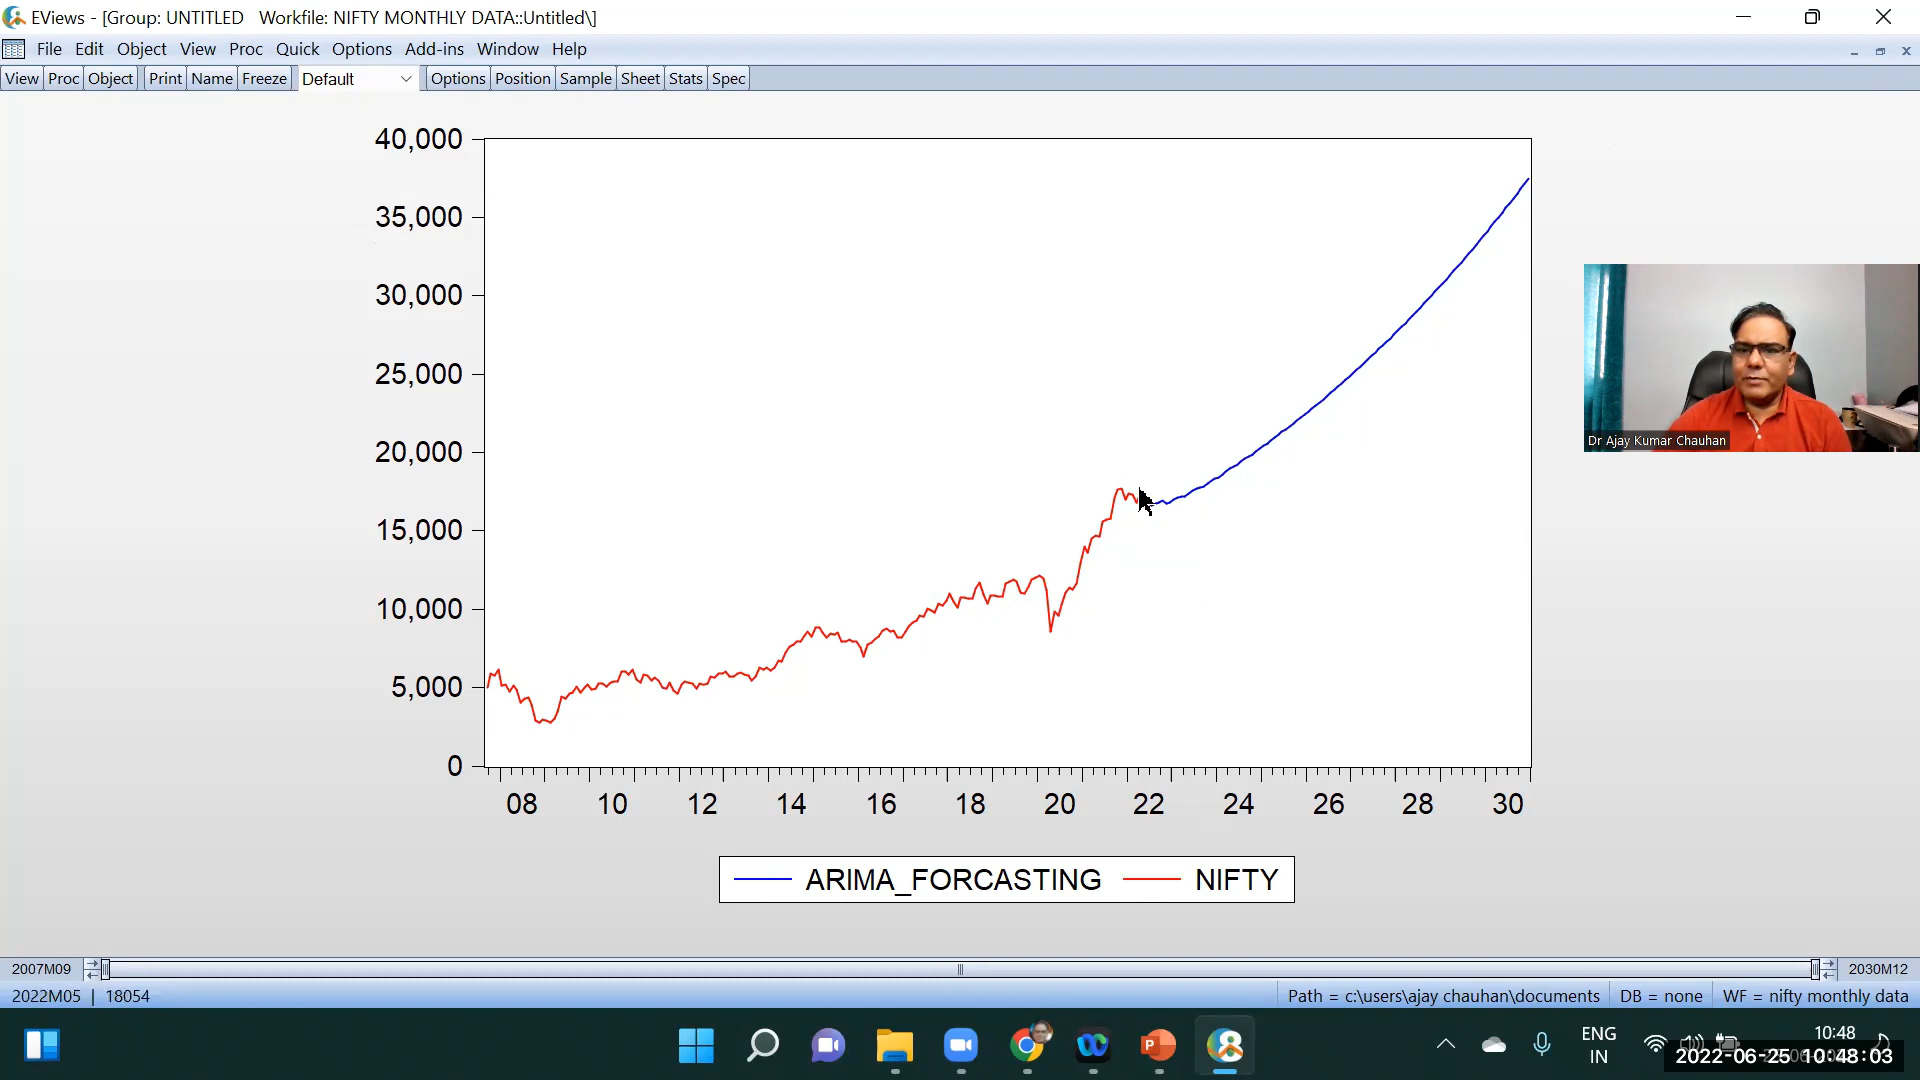 EViews - [Group: UNTITLED   Workfile: NIFTY MONTHLY DATA::Untitled\]
File Edit Object View Proc Quick Options Add-ins Window Help
View Proc Object Print Name Freeze Default Options Position Sample Sheet Stats Spec
40,000
35,000
30,000
25,000
20,000
15,000
10,000
5,000
0
08 10 12 14 16 18 20 22 24 26 28 30
ARIMA_FORCASTING NIFTY
Dr Ajay Kumar Chauhan
2007M09 2030M12
2022M05 | 18054 Path = c:\users\ajay chauhan\documents DB = none WF = nifty monthly data
ENG
IN
10:48
2022-06-25 10:48:03